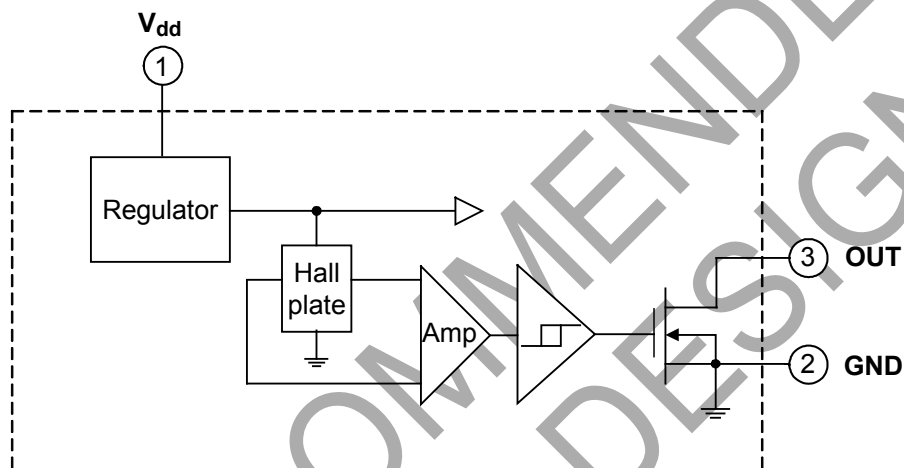 Vdd
1
Regulator
Hall
plate
Amp
3 OUT
2 GND